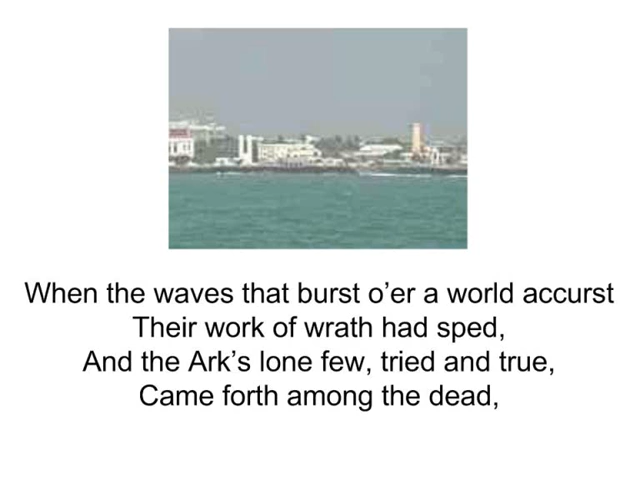 When the waves that burst o’er a world accurst
Their work of wrath had sped,
And the Ark’s lone few, tried and true,
Came forth among the dead,